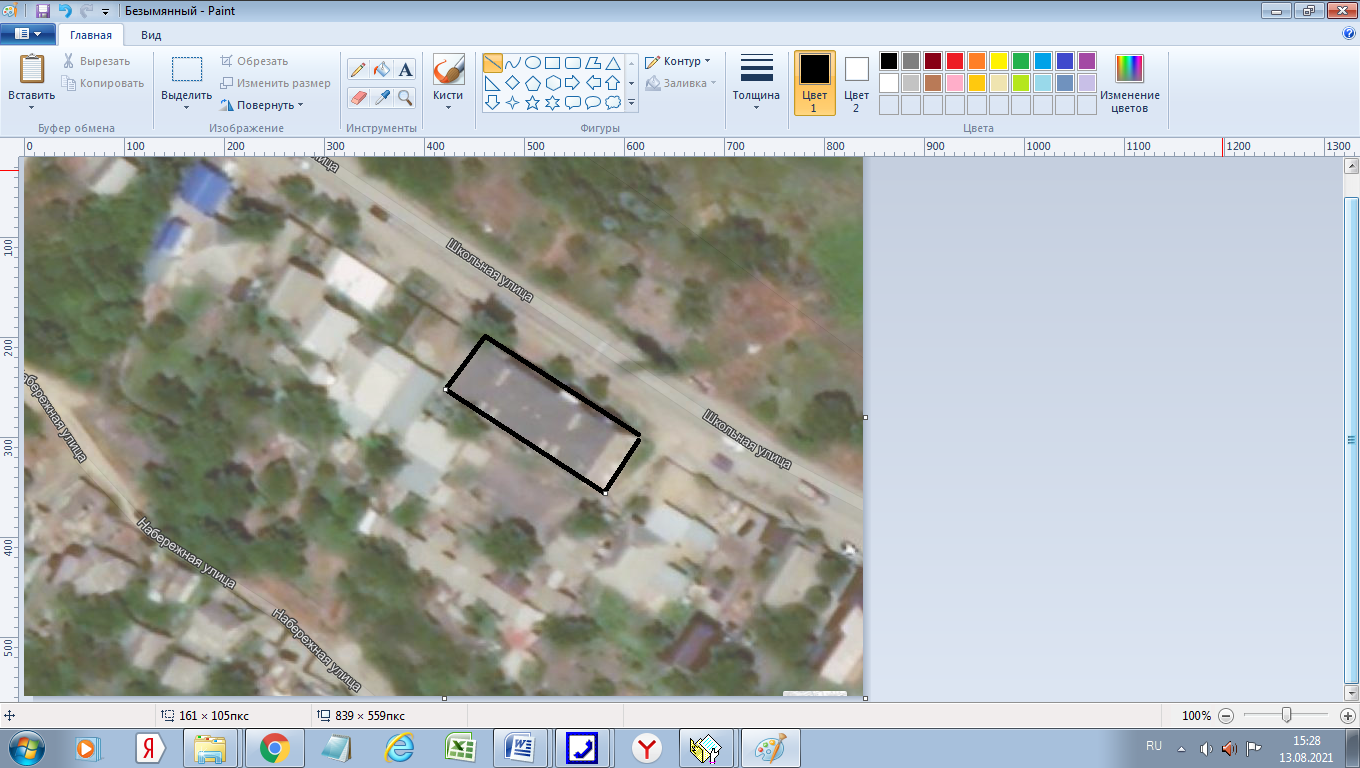 Безымянный - Paint
Главная
Вид
Вставить
Вырезать
Копировать
Буфер обмена
Выделить
Обрезать
Изменить размер
Повернуть
Изображение
A
Инструменты
Кисти
Контур
Заливка
Фигуры
Толщина
Цвет
1
Цвет
2
Изменение
цветов
Цвета
0 100 200 300 400 500 600 700 800 900 1000 1100 1200 1300
100
200
300
400
500
Школьная улица
Школьная улица
Набережная улица
Набережная улица
161 × 105пкс
839 × 559пкс
100%
Я
RU
15:28
13.08.2021